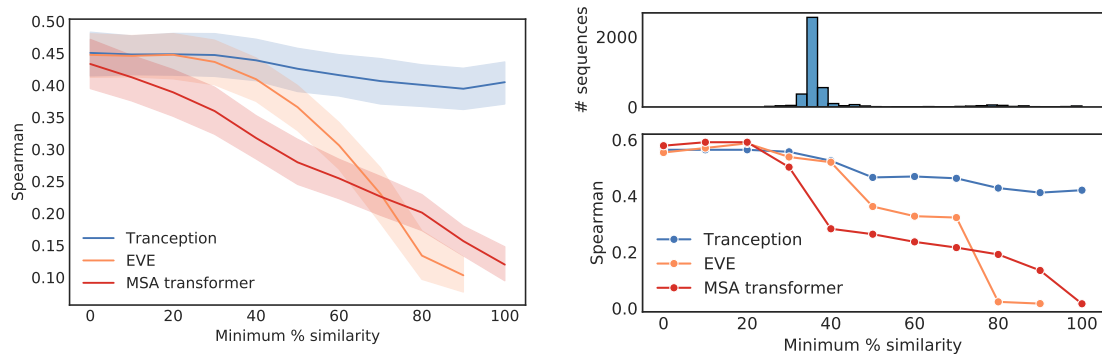 0.50
0.45
0.40
0.35
0.30
0.25
0.20
0.15
0.10
Spearman
Tranception
EVE
MSA transformer
0 20 40 60 80 100
Minimum % similarity
2000
0
# sequences
0.6
0.4
0.2
0.0
Spearman
Tranception
EVE
MSA transformer
0 20 40 60 80 100
Minimum % similarity